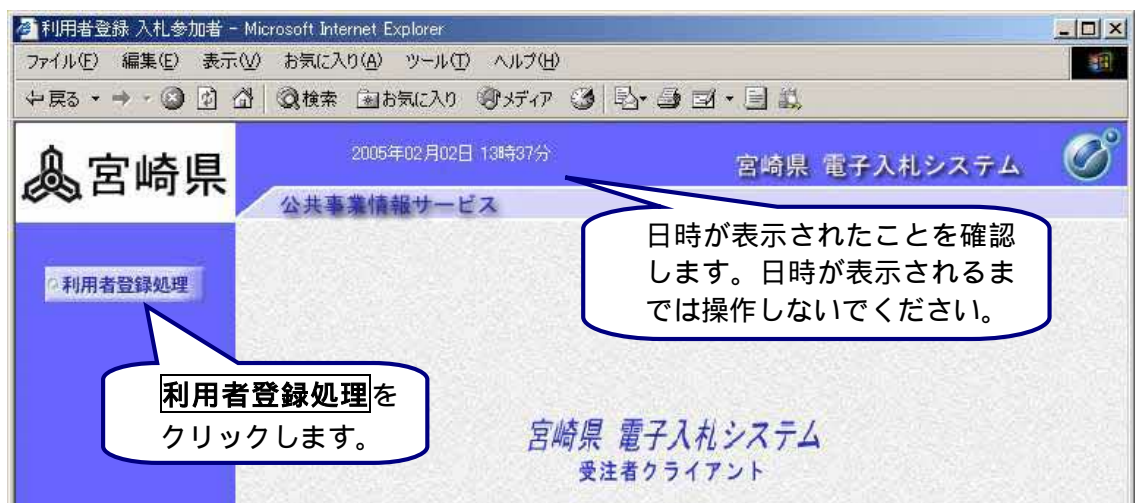 利用者登録 入札参加者 - Microsoft Internet Explorer
ファイル(F) 編集(E) 表示(V) お気に入り(A) ツール(T) ヘルプ(H)
戻る 検索 お気に入り メディア
宮崎県
2005年02月02日 13時37分
宮崎県 電子入札システム
公共事業情報サービス
日時が表示されたことを確認
します。日時が表示されるま
では操作しないでください。
利用者登録処理
利用者登録処理を
クリックします。
宮崎県 電子入札システム
受注者クライアント